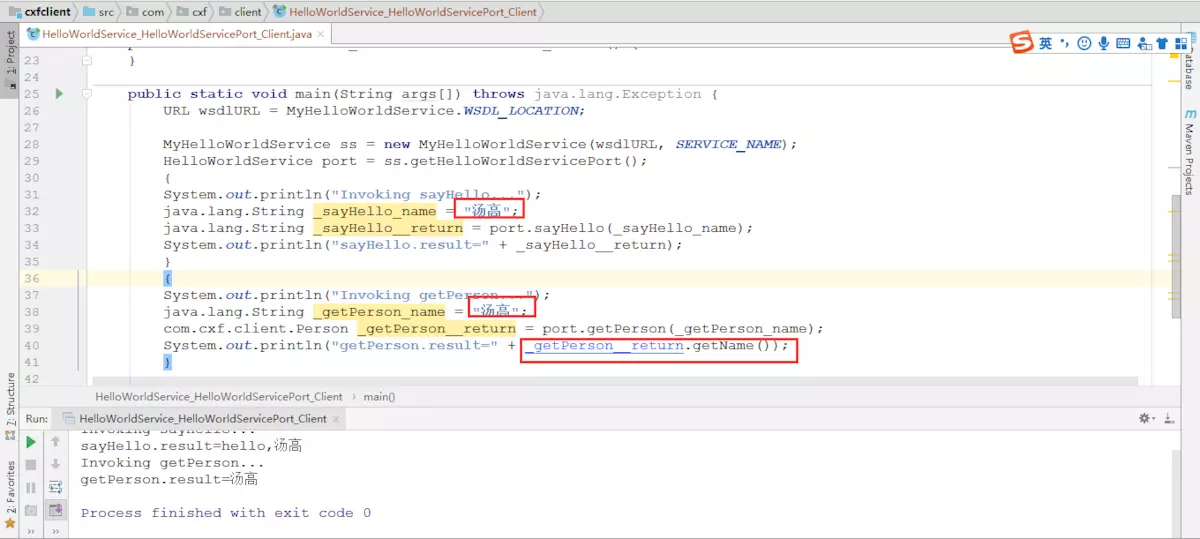 cxfclient src com cxf client HelloWorldService_HelloWorldServicePort_Client
HelloWorldService_HelloWorldServicePort_Client.java
英
1: Project
7: Structure
2: Favorites
Database
Maven Projects
23 }
24
25 public static void main(String args[]) throws java.lang.Exception {
26 URL wsdlURL = MyHelloWorldService.WSDL_LOCATION;
27
28 MyHelloWorldService ss = new MyHelloWorldService(wsdlURL, SERVICE_NAME);
29 HelloWorldService port = ss.getHelloWorldServicePort();
30 {
31 System.out.println("Invoking sayHello...");
32 java.lang.String _sayHello_name = "汤高";
33 java.lang.String _sayHello__return = port.sayHello(_sayHello_name);
34 System.out.println("sayHello.result=" + _sayHello__return);
35 }
36 {
37 System.out.println("Invoking getPerson...");
38 java.lang.String _getPerson_name = "汤高";
39 com.cxf.client.Person _getPerson__return = port.getPerson(_getPerson_name);
40 System.out.println("getPerson.result=" + _getPerson__return.getName());
41 }
42
HelloWorldService_HelloWorldServicePort_Client › main()
Run: HelloWorldService_HelloWorldServicePort_Client
Invoking sayHello...
sayHello.result=hello,汤高
Invoking getPerson...
getPerson.result=汤高
Process finished with exit code 0